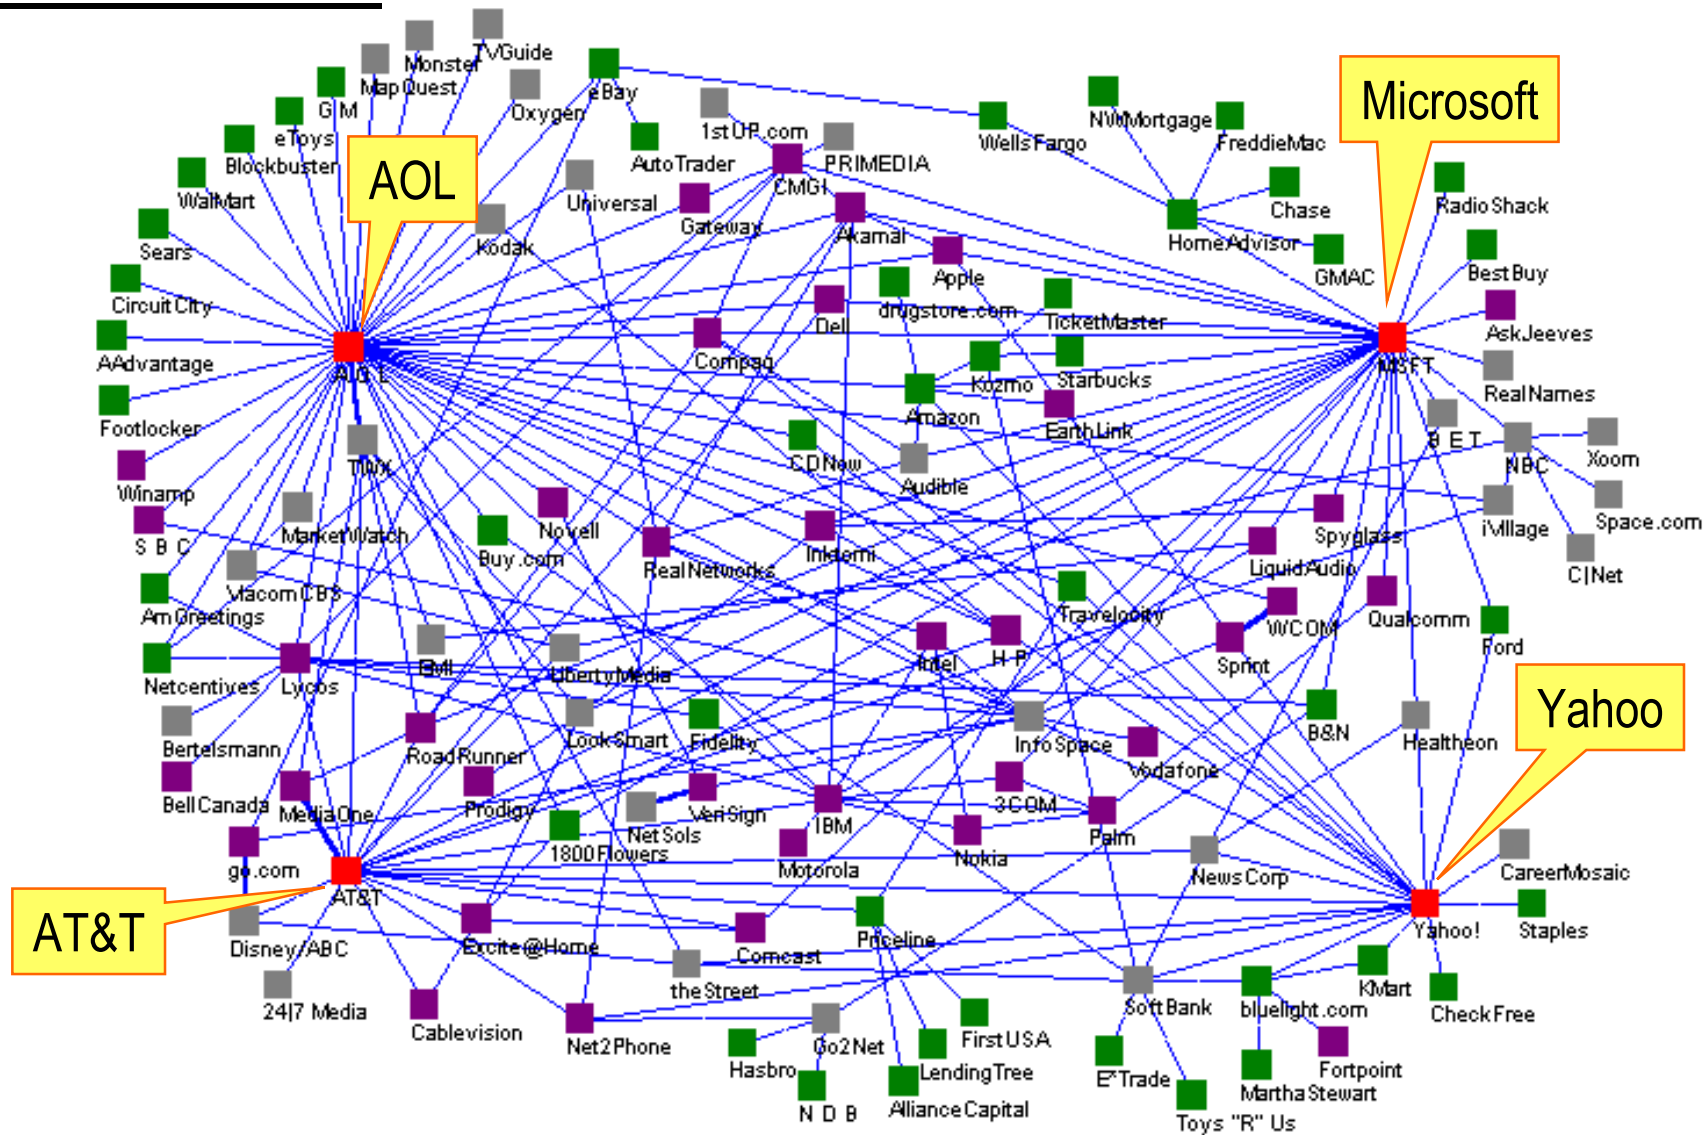 TVGuide
Monster
MapQuest
GM
Oxygen
eBay
eToys
Blockbuster
WalMart
Sears
CircuitCity
AAdvantage
Footlocker
Winamp
S B C
AOL
AOL
1stUP.com
AutoTrader
PRIMEDIA
CMGI
Universal
Gateway
Kodak
Akamai
Apple
WellsFargo
NWMortgage
FreddieMac
Chase
HomeAdvisor
GMAC
Microsoft
RadioShack
BestBuy
AskJeeves
MSFT
RealNames
B E T
NBC
Xoom
Space.com
iVillage
C|Net
drugstore.com
Dell
TicketMaster
Compaq
Kozmo
Starbucks
Amazon
EarthLink
CDNow
Audible
TWX
MarketWatch
Novell
Buy.com
RealNetworks
Inktomi
Spyglass
LiquidAudio
ViacomCBS
AmGreetings
Travelocity
WCOM
Qualcomm
Ford
Netcentives
Lycos
EMI
LibertyMedia
Intel
H P
Sprint
Bertelsmann
RoadRunner
LookSmart
Fidelity
InfoSpace
Vodafone
B&N
Healtheon
Yahoo
BellCanada
MediaOne
Prodigy
NetSols
VeriSign
IBM
3COM
Palm
1800Flowers
Motorola
Nokia
NewsCorp
CareerMosaic
go.com
AT&T
AT&T
Disney/ABC
Excite@Home
Comcast
Priceline
Yahoo!
Staples
24|7 Media
Cablevision
theStreet
Net2Phone
Go2Net
SoftBank
bluelight.com
KMart
CheckFree
Hasbro
N D B
FirstUSA
LendingTree
AllianceCapital
E*Trade
Toys "R" Us
MarthaStewart
Fortpoint